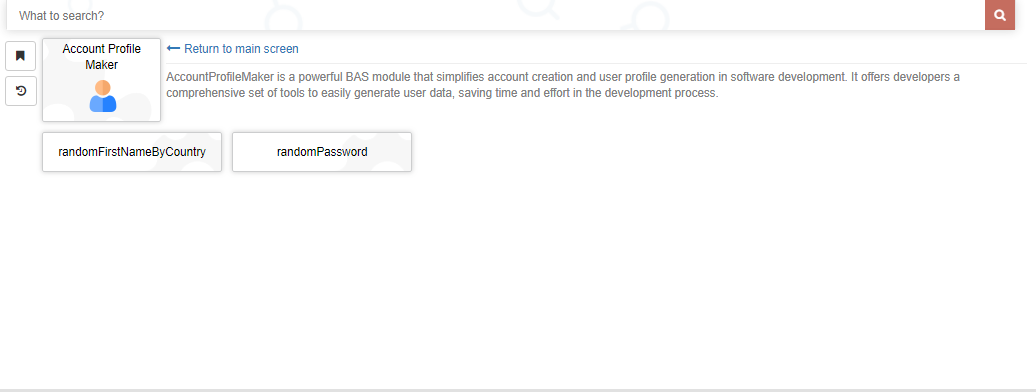 What to search?
Account Profile
Maker
Return to main screen
AccountProfileMaker is a powerful BAS module that simplifies account creation and user profile generation in software development. It offers developers a
comprehensive set of tools to easily generate user data, saving time and effort in the development process.
randomFirstNameByCountry
randomPassword